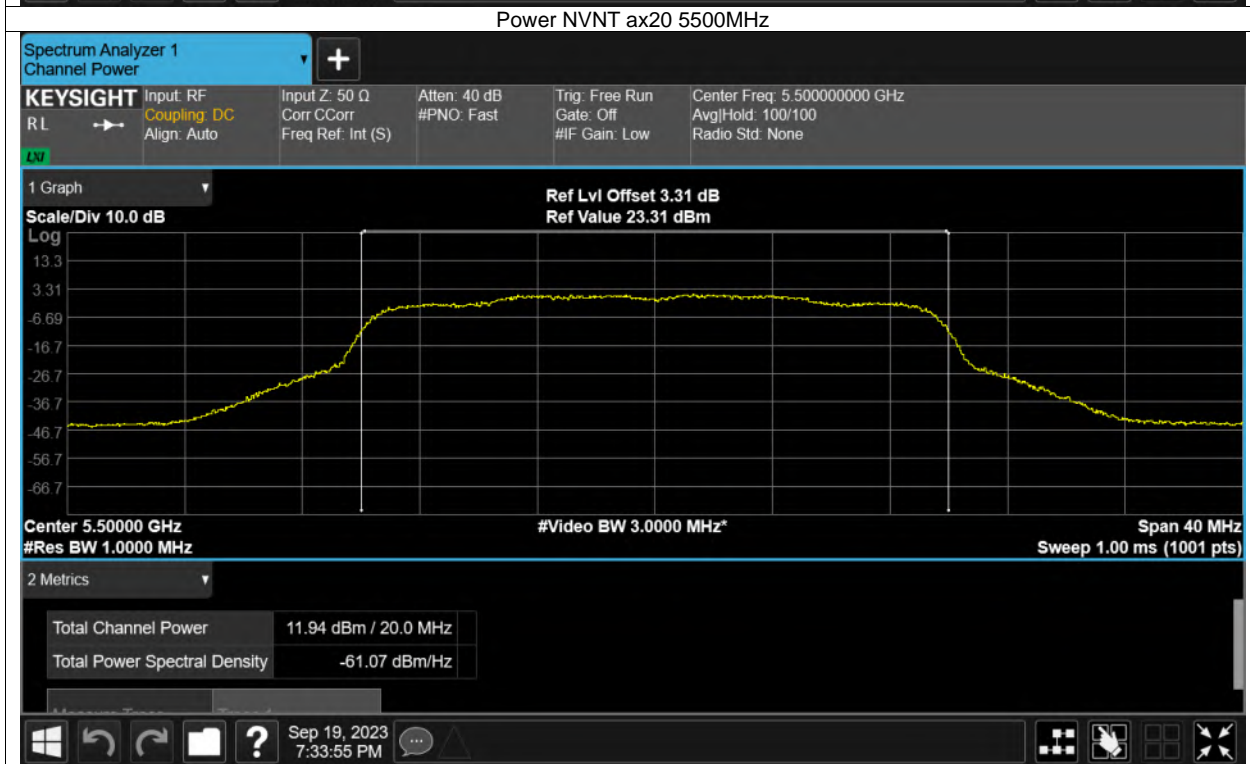 Power NVNT ax20 5500MHz
Spectrum Analyzer 1
Channel Power
+
KEYSIGHT Input: RF Input Z: 50 Ω Atten: 40 dB Trig: Free Run Center Freq: 5.500000000 GHz
RL Coupling: DC Corr CCorr #PNO: Fast Gate: Off Avg|Hold: 100/100
Align: Auto Freq Ref: Int (S) #IF Gain: Low Radio Std: None
LXI
1 Graph Ref Lvl Offset 3.31 dB
Scale/Div 10.0 dB Ref Value 23.31 dBm
Log
13.3
3.31
-6.69
-16.7
-26.7
-36.7
-46.7
-56.7
-66.7
Center 5.50000 GHz #Video BW 3.0000 MHz* Span 40 MHz
#Res BW 1.0000 MHz Sweep 1.00 ms (1001 pts)
2 Metrics
Total Channel Power 11.94 dBm / 20.0 MHz
Total Power Spectral Density -61.07 dBm/Hz
? Sep 19, 2023
7:33:55 PM